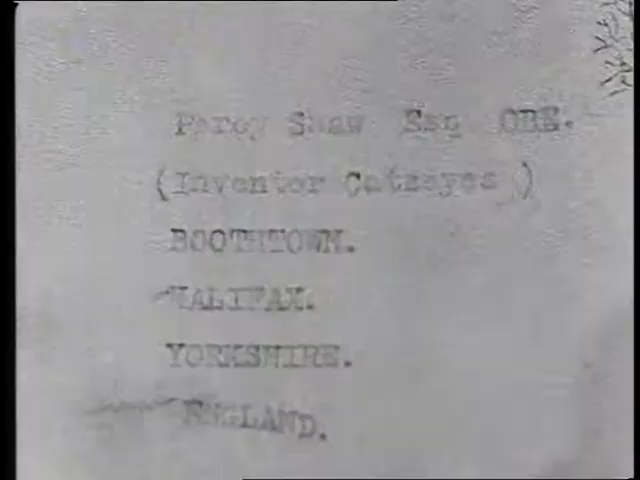 Percy Shaw Esq OBE.
(Inventor Catseyes )
BOOTHTOWN.
HALIFAX.
YORKSHIRE.
ENGLAND.